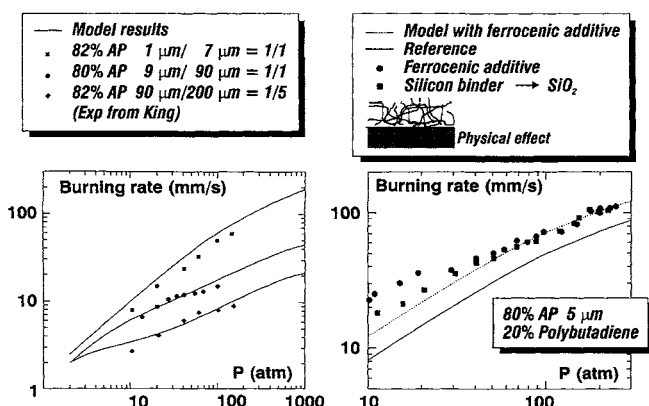 Model results
82% AP 1 µm/ 7 µm = 1/1
80% AP 9 µm/ 90 µm = 1/1
82% AP 90 µm/200 µm = 1/5
(Exp from King)
Model with ferrocenic additive
Reference
Ferrocenic additive
Silicon binder → SiO₂
Physical effect
Burning rate (mm/s)
100
10
1
P (atm)
1
10
100
1000
Burning rate (mm/s)
100
10
80% AP 5 µm
20% Polybutadiene
P (atm)
10
100